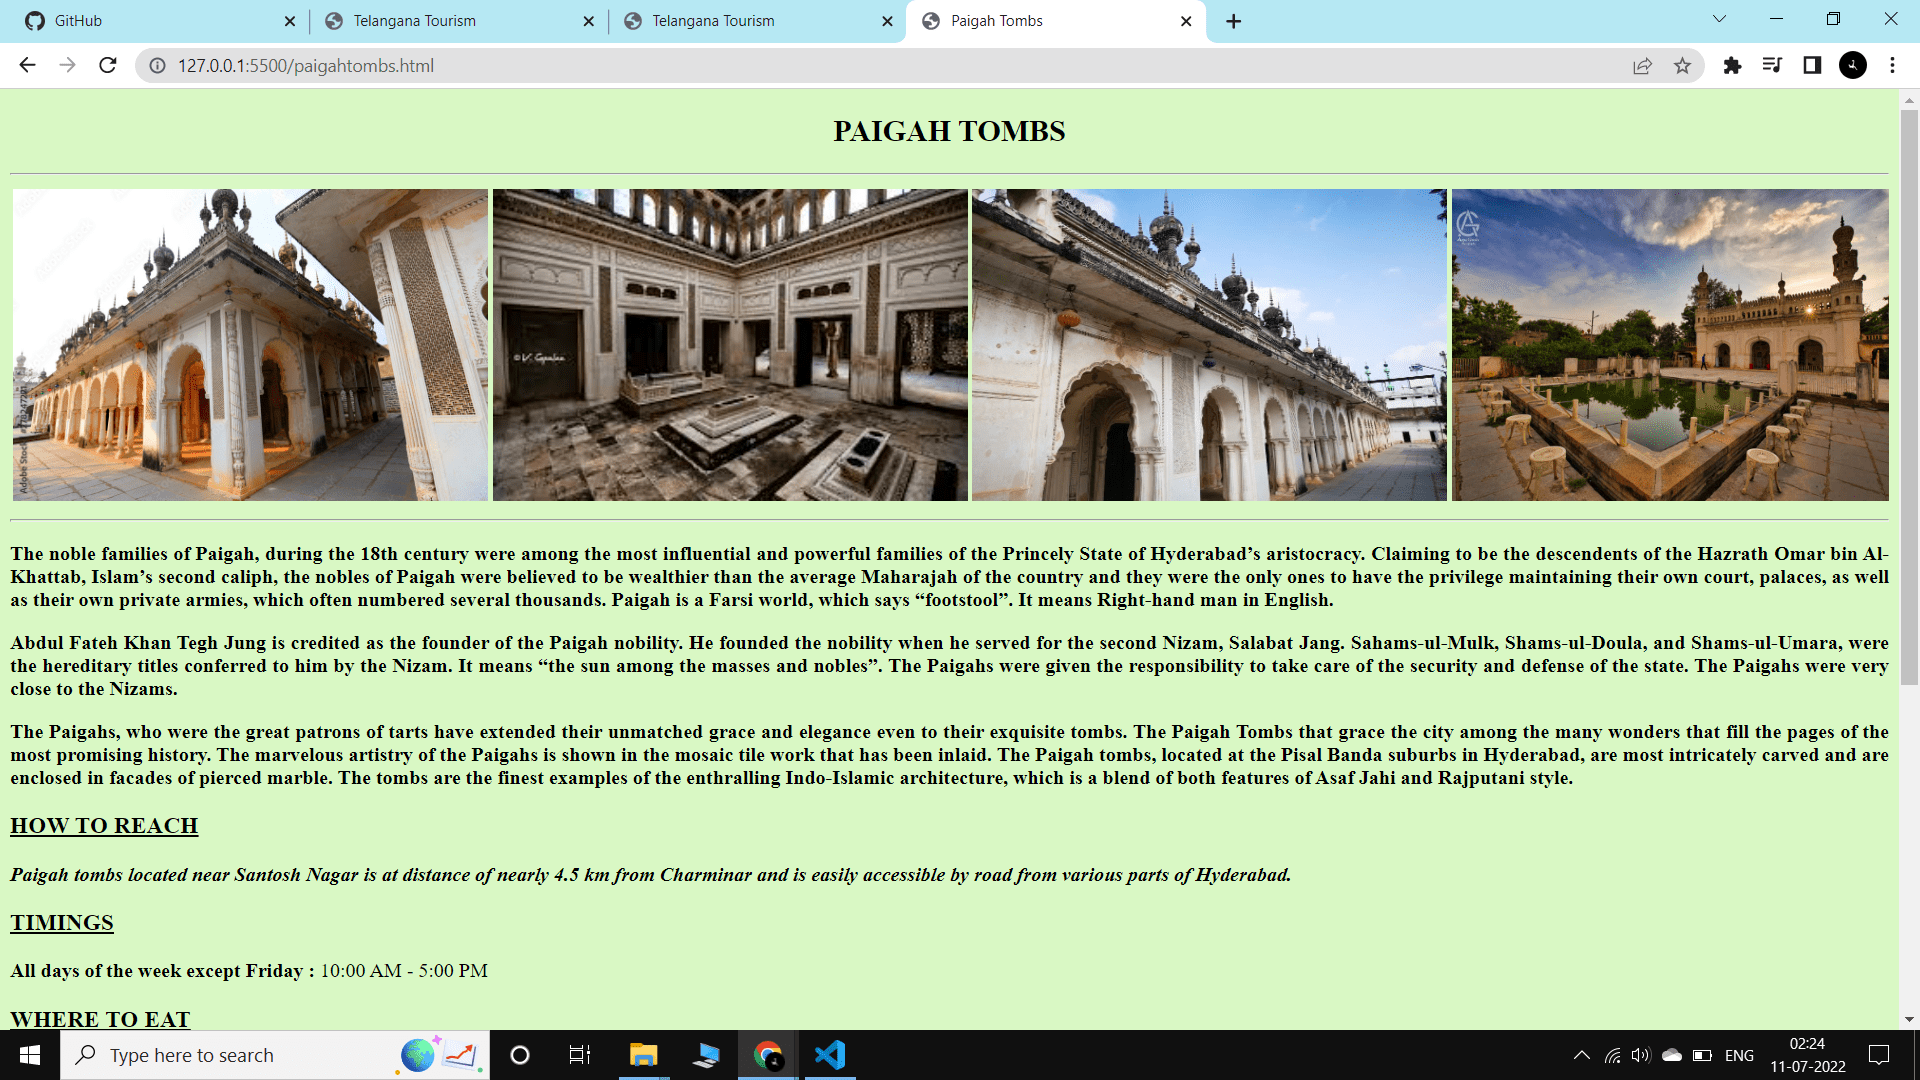 GitHub
Telangana Tourism
Telangana Tourism
Paigah Tombs
127.0.0.1:5500/paigahtombs.html
PAIGAH TOMBS
The noble families of Paigah, during the 18th century were among the most influential and powerful families of the Princely State of Hyderabad’s aristocracy. Claiming to be the descendents of the Hazrath Omar bin Al-
Khattab, Islam’s second caliph, the nobles of Paigah were believed to be wealthier than the average Maharajah of the country and they were the only ones to have the privilege maintaining their own court, palaces, as well
as their own private armies, which often numbered several thousands. Paigah is a Farsi world, which says “footstool”. It means Right-hand man in English.
Abdul Fateh Khan Tegh Jung is credited as the founder of the Paigah nobility. He founded the nobility when he served for the second Nizam, Salabat Jang. Sahams-ul-Mulk, Shams-ul-Doula, and Shams-ul-Umara, were
the hereditary titles conferred to him by the Nizam. It means “the sun among the masses and nobles”. The Paigahs were given the responsibility to take care of the security and defense of the state. The Paigahs were very
close to the Nizams.
The Paigahs, who were the great patrons of tarts have extended their unmatched grace and elegance even to their exquisite tombs. The Paigah Tombs that grace the city among the many wonders that fill the pages of the
most promising history. The marvelous artistry of the Paigahs is shown in the mosaic tile work that has been inlaid. The Paigah tombs, located at the Pisal Banda suburbs in Hyderabad, are most intricately carved and are
enclosed in facades of pierced marble. The tombs are the finest examples of the enthralling Indo-Islamic architecture, which is a blend of both features of Asaf Jahi and Rajputani style.
HOW TO REACH
Paigah tombs located near Santosh Nagar is at distance of nearly 4.5 km from Charminar and is easily accessible by road from various parts of Hyderabad.
TIMINGS
All days of the week except Friday : 10:00 AM - 5:00 PM
WHERE TO EAT
Type here to search
ENG
02:24
11-07-2022